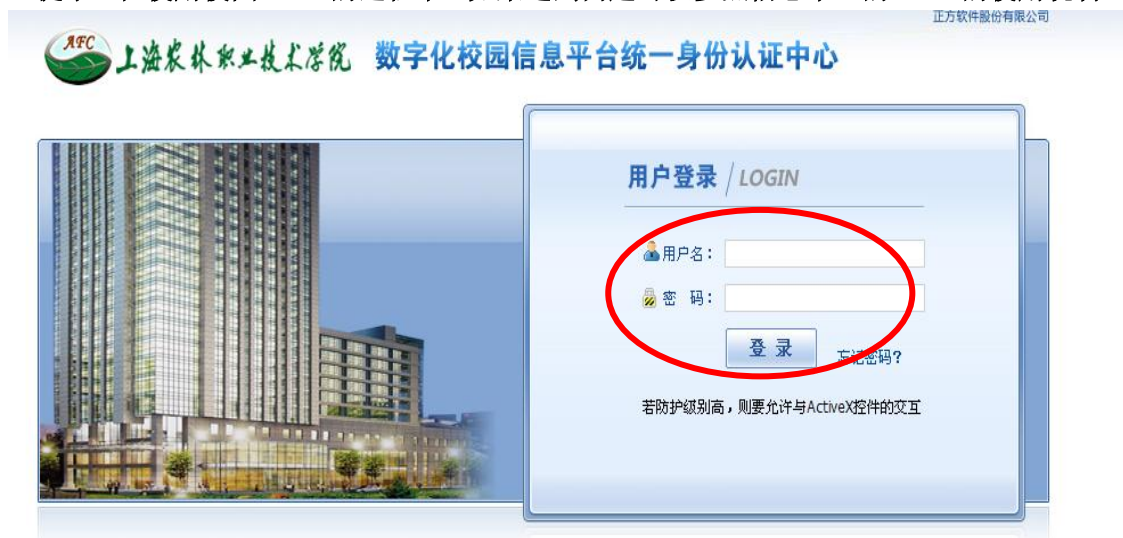 正方软件股份有限公司
AFC 上海农林职业技术学院 数字化校园信息平台统一身份认证中心
用户登录 / LOGIN
用户名：
密 码：
登 录 忘记密码?
若防护级别高，则要允许与ActiveX控件的交互